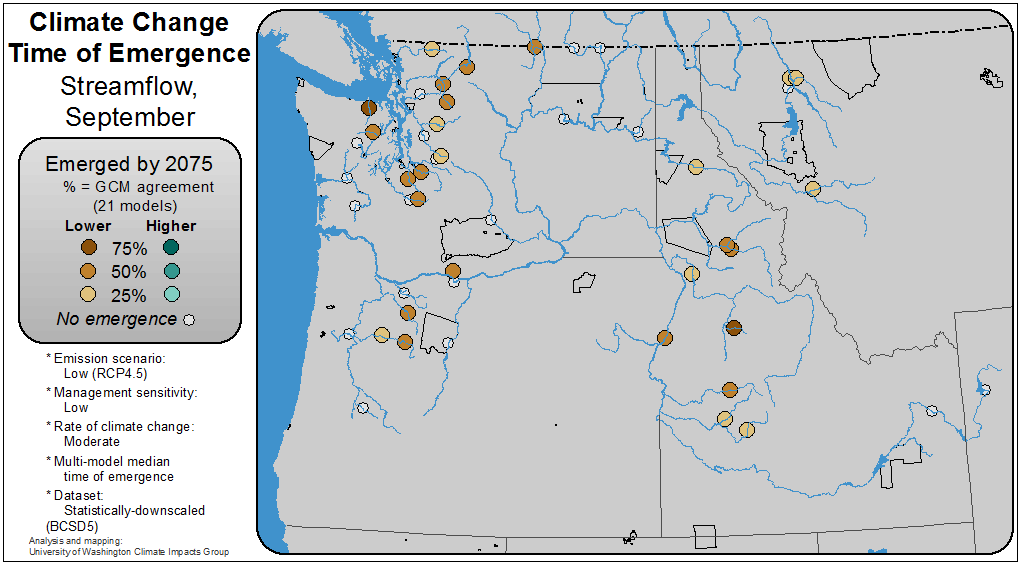 Climate Change
Time of Emergence
Streamflow,
September
Emerged by 2075
% = GCM agreement
(21 models)
Lower Higher
75%
50%
25%
No emergence
* Emission scenario:
Low (RCP4.5)
* Management sensitivity:
Low
* Rate of climate change:
Moderate
* Multi-model median
time of emergence
* Dataset:
Statistically-downscaled
(BCSD5)
Analysis and mapping:
University of Washington Climate Impacts Group